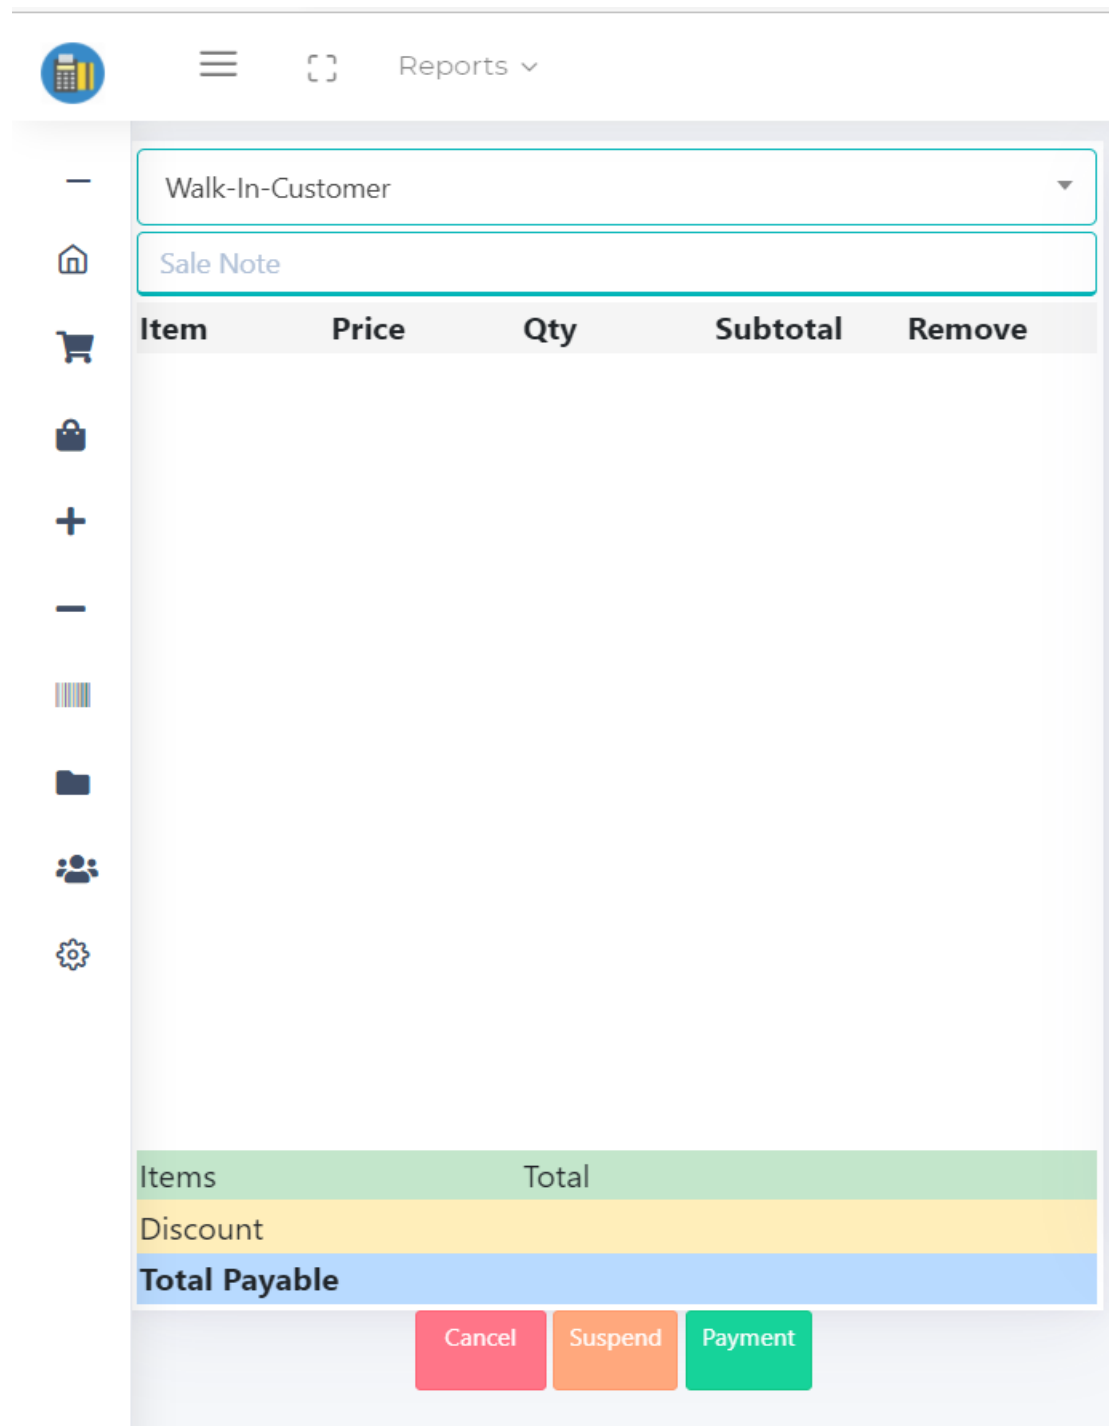 Reports
Walk-In-Customer
Sale Note
Item Price Qty Subtotal Remove
Items Total
Discount
Total Payable
Cancel Suspend Payment